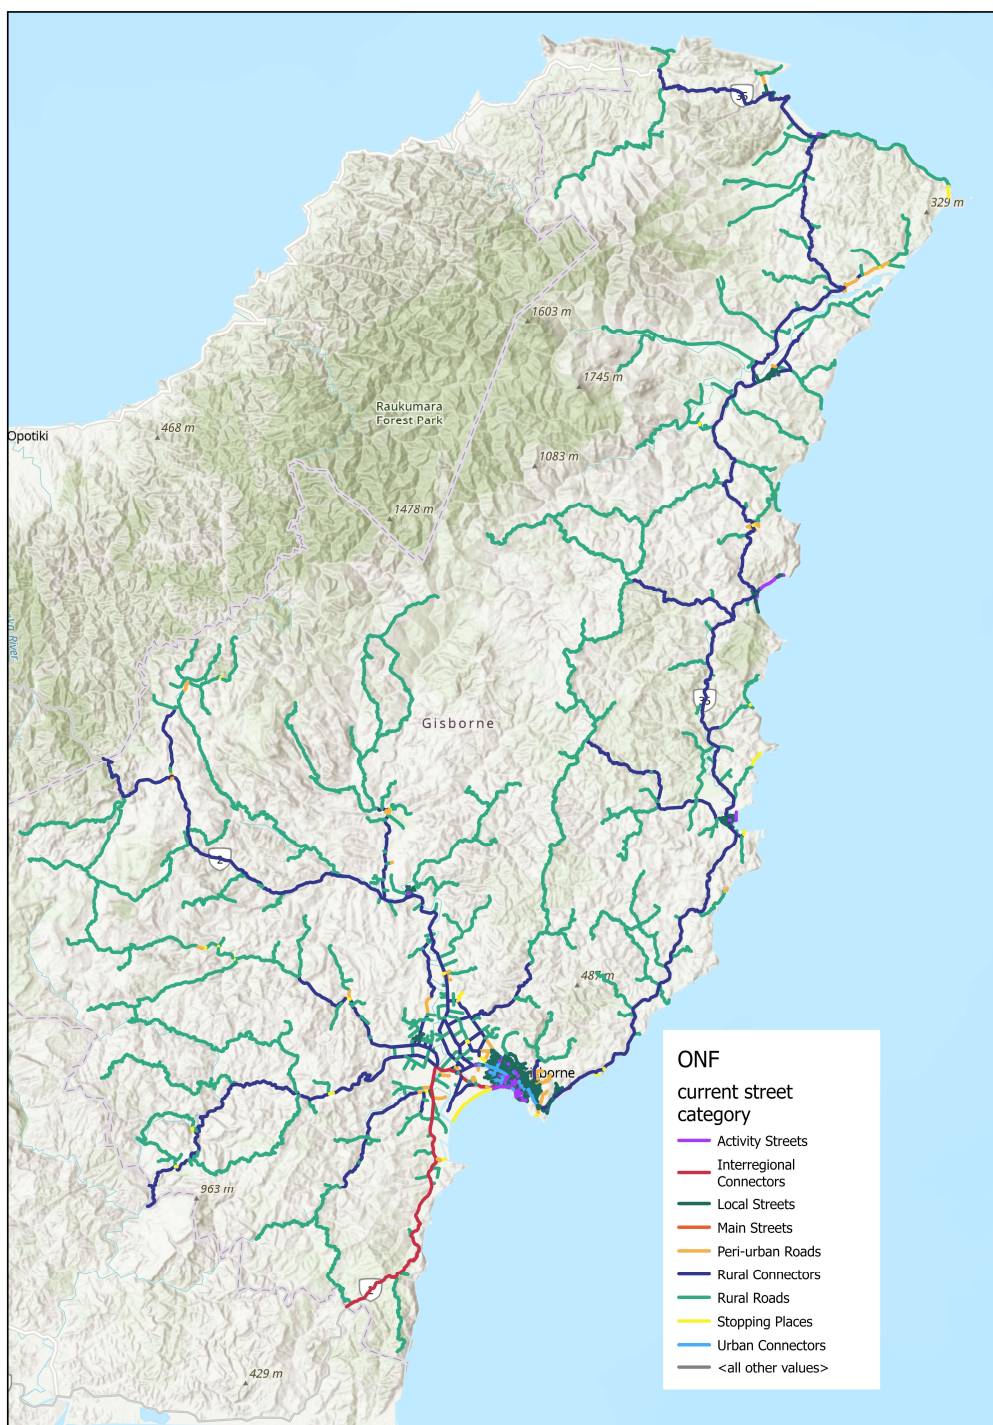 35
329 m
1603 m
1745 m
Raukumara
Forest Park
468 m
Opotiki
1083 m
1478 m
River
Gisborne
35
2
487 m
borne
963 m
2
429 m
ONF
current street
category
Activity Streets
Interregional
Connectors
Local Streets
Main Streets
Peri-urban Roads
Rural Connectors
Rural Roads
Stopping Places
Urban Connectors
<all other values>